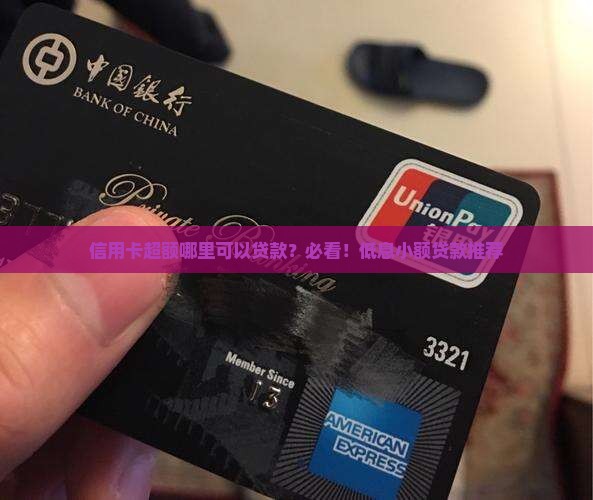 中国银行
BANK OF CHINA
Private Banking
UnionPay
银联
信用卡超额哪里可以贷款？必看！低息小额贷款推荐
3321
Member Since
13
AMERICAN
EXPRESS